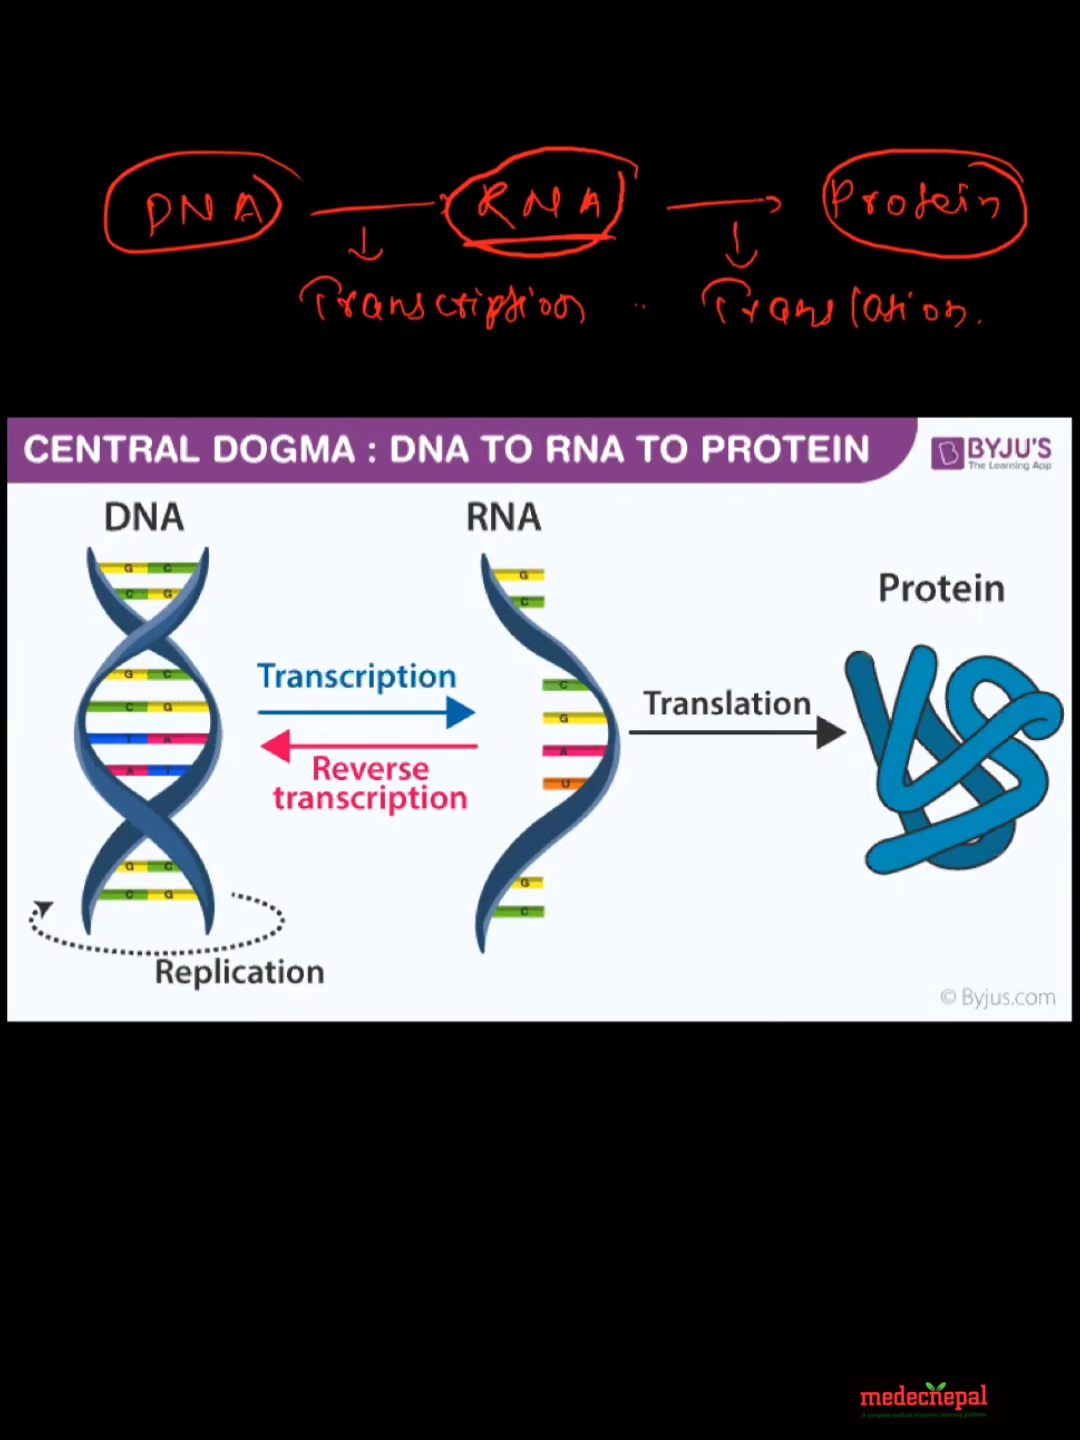 DNA → RNA → Protein
Transcription .. Translation.
CENTRAL DOGMA : DNA TO RNA TO PROTEIN
BYJU'S
The Learning App
DNA
RNA
Protein
G C
C G
G C
C G
T A
A T
G C
C G
G
C
C
G
A
U
G
C
Transcription
Reverse
transcription
Translation
Replication
© Byjus.com
medecnepal